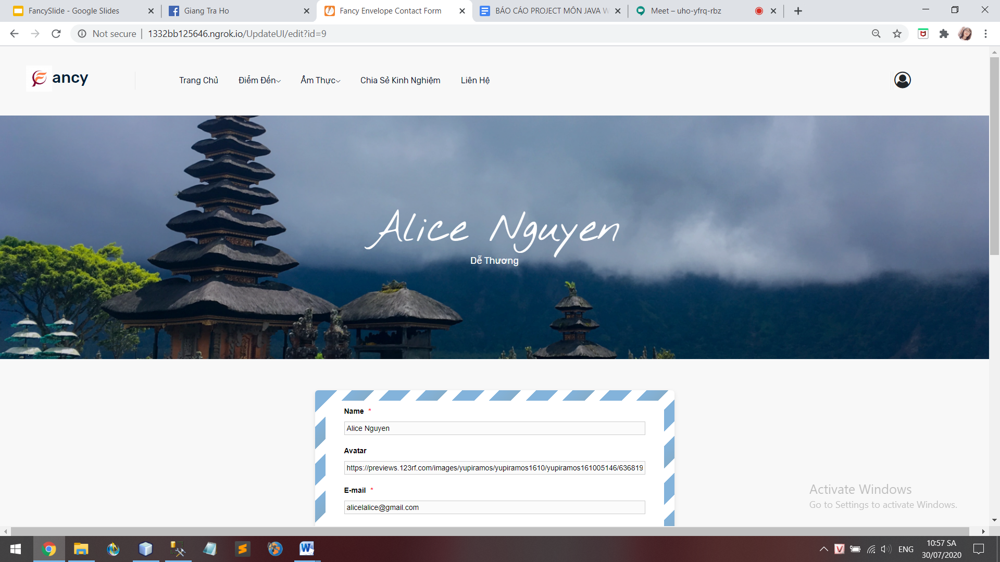 FancySlide - Google Slides
Giang Tra Ho
Fancy Envelope Contact Form
BÁO CÁO PROJECT MÔN JAVA W
Meet – uho-yfrq-rbz
Not secure | 1332bb125646.ngrok.io/UpdateUI/edit?id=9
ancy
Trang Chủ Điểm Đến Ẩm Thực Chia Sẻ Kinh Nghiệm Liên Hệ
Alice Nguyen
Dễ Thương
Name *
Alice Nguyen
Avatar
https://previews.123rf.com/images/yupiramos/yupiramos1610/yupiramos161005146/636819
E-mail *
alicelalice@gmail.com
Activate Windows
Go to Settings to activate Windows.
ENG
10:57 SA
30/07/2020